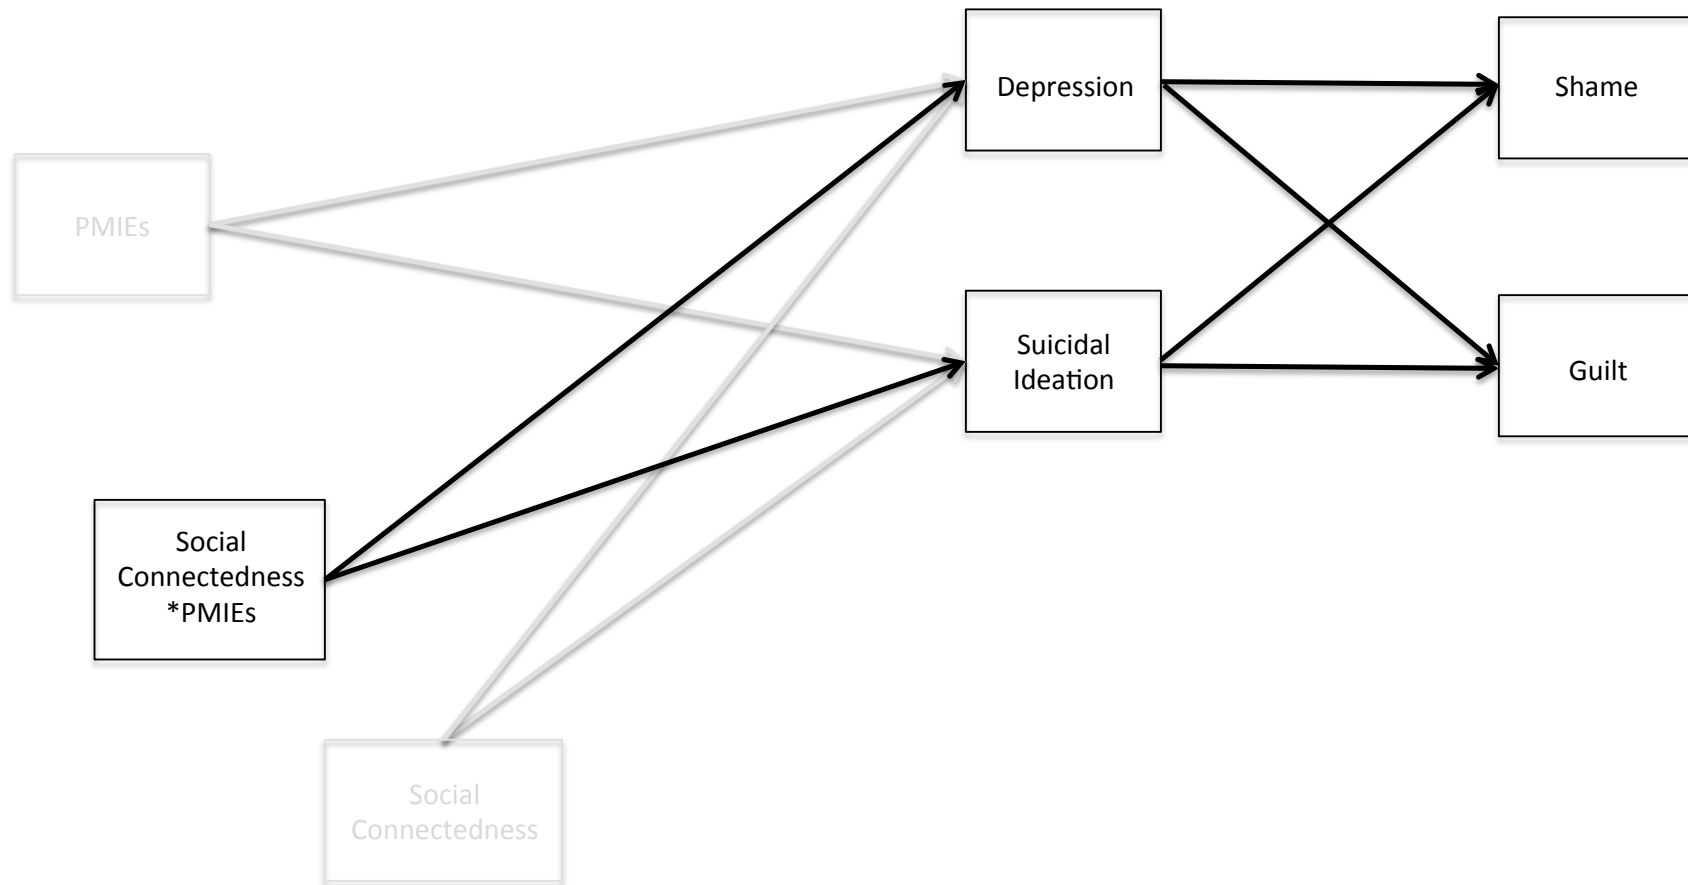 Depression
Shame
PMIEs
Suicidal
Ideation
Guilt
Social
Connectedness
*PMIEs
Social
Connectedness